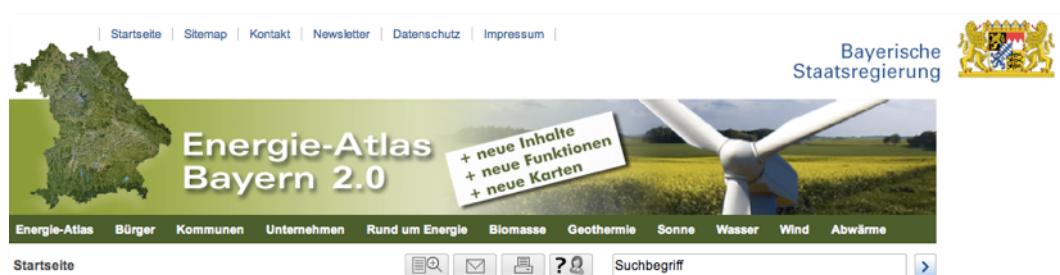 Startseite | Sitemap | Kontakt | Newsletter | Datenschutz | Impressum |
Bayerische
Staatsregierung
Energie-Atlas
Bayern 2.0
+ neue Inhalte
+ neue Funktionen
+ neue Karten
Energie-Atlas Bürger Kommunen Unternehmen Rund um Energie Biomasse Geothermie Sonne Wasser Wind Abwärme
Startseite ? Suchbegriff >